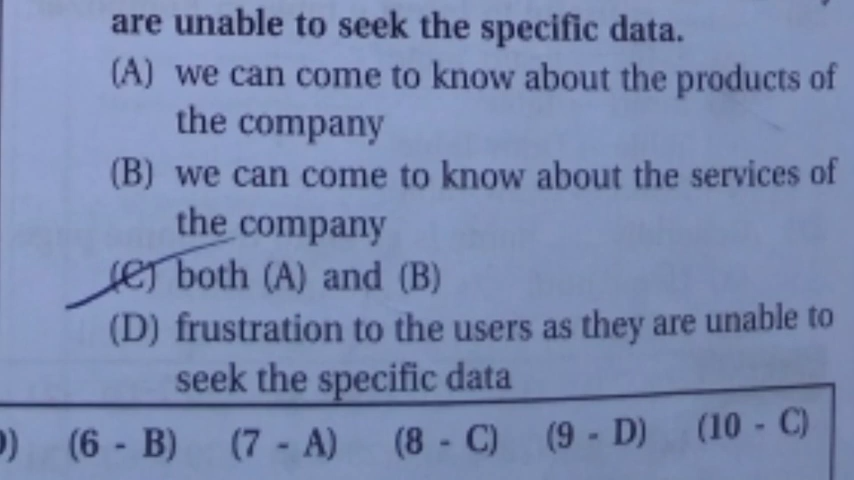 are unable to seek the specific data.
(A) we can come to know about the products of
the company
(B) we can come to know about the services of
the company
(C) both (A) and (B)
(D) frustration to the users as they are unable to
seek the specific data
) (6 - B) (7 - A) (8 - C) (9 - D) (10 - C)